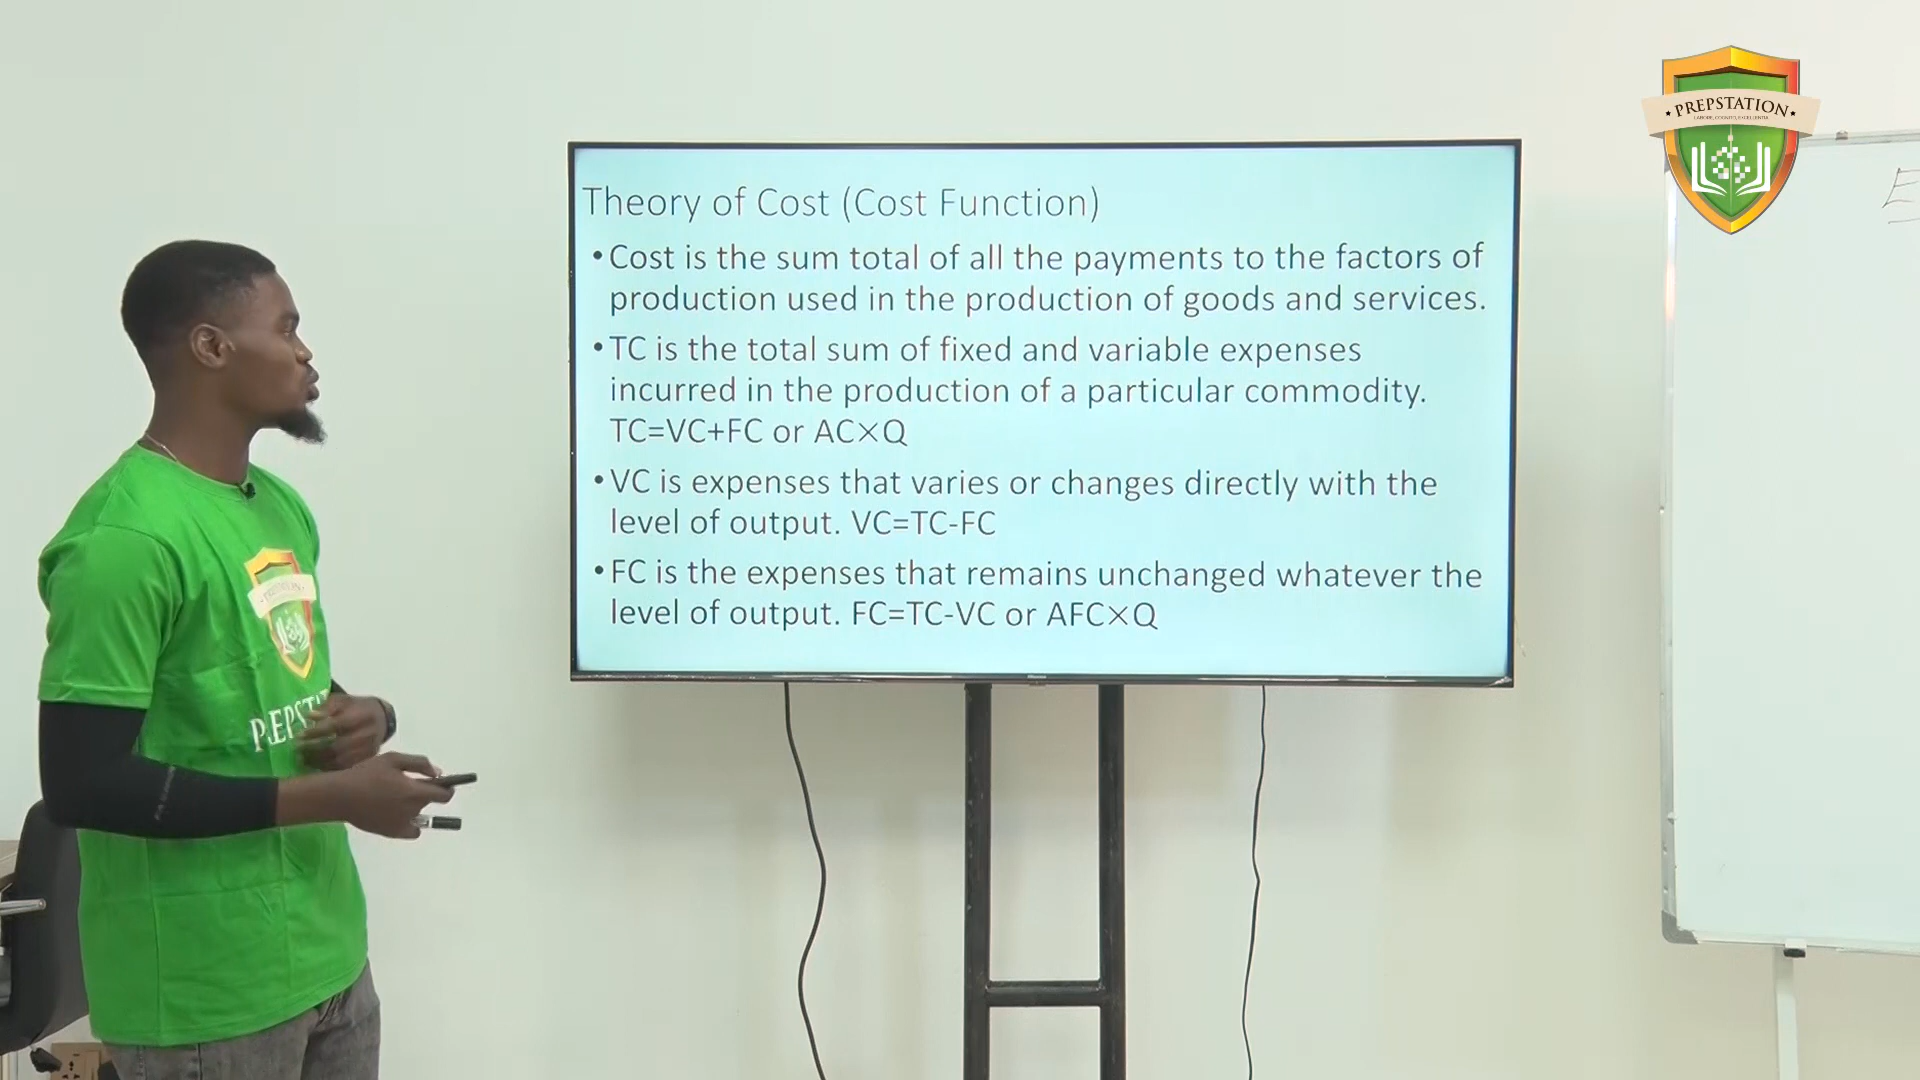 PREPSTATION
Theory of Cost (Cost Function)
•Cost is the sum total of all the payments to the factors of
production used in the production of goods and services.
•TC is the total sum of fixed and variable expenses
incurred in the production of a particular commodity.
TC=VC+FC or AC×Q
•VC is expenses that varies or changes directly with the
level of output. VC=TC-FC
•FC is the expenses that remains unchanged whatever the
level of output. FC=TC-VC or AFC×Q